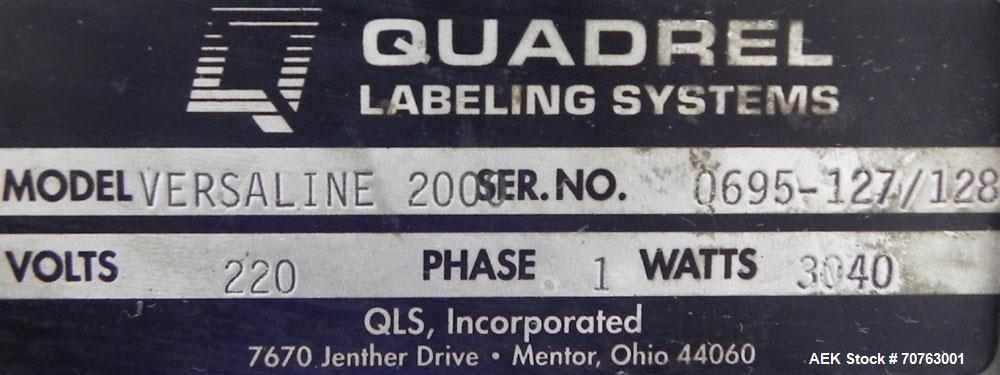 QUADREL
LABELING SYSTEMS
MODEL VERSALINE 2000 SER. NO. Q695-127/128
VOLTS 220 PHASE 1 WATTS 3040
QLS, Incorporated
7670 Jenther Drive • Mentor, Ohio 44060
AEK Stock # 70763001